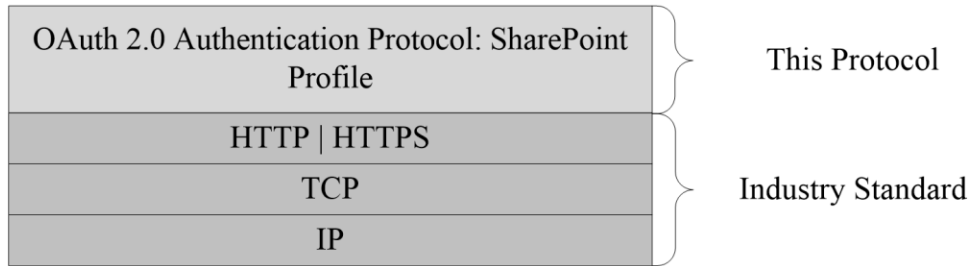 OAuth 2.0 Authentication Protocol: SharePoint
Profile
This Protocol
HTTP | HTTPS
TCP
Industry Standard
IP